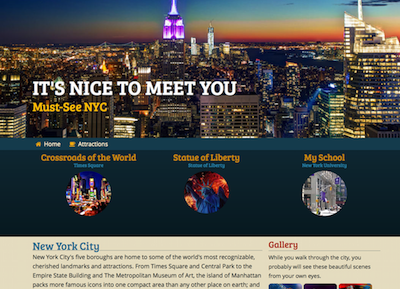 IT'S NICE TO MEET YOU
Must-See NYC
Home Attractions
Crossroads of the World Statue of Liberty My School
Times Square Statue of Liberty New York University
New York City Gallery
New York City's five boroughs are home to some of the world's most recognizable,
cherished landmarks and attractions. From Times Square and Central Park to the
Empire State Building and The Metropolitan Museum of Art, the island of Manhattan
packs more famous icons into one compact area than any other place on earth; and
While you walk through the city, you
probably will see these beautiful scenes
from your own eyes.